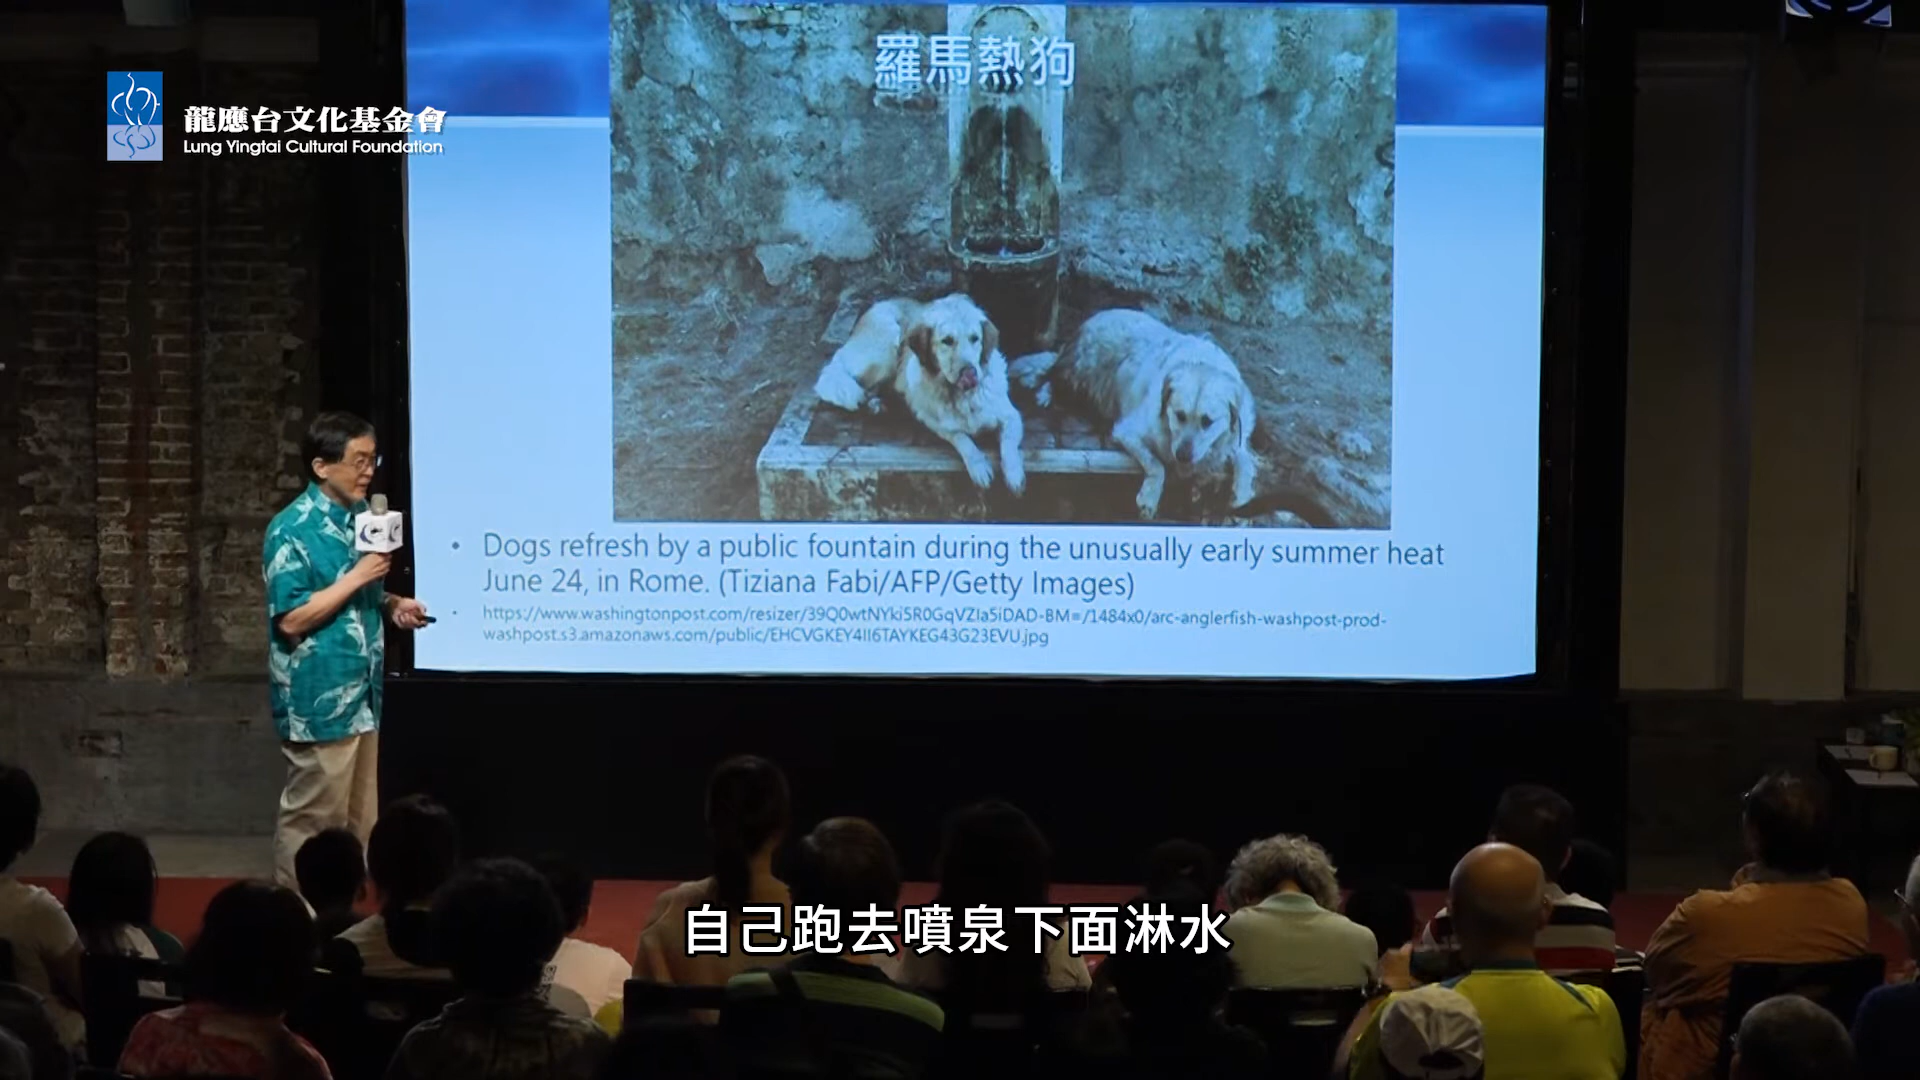 羅馬熱狗
龍應台文化基金會
Lung Yingtai Cultural Foundation
• Dogs refresh by a public fountain during the unusually early summer heat
June 24, in Rome. (Tiziana Fabi/AFP/Getty Images)
• https://www.washingtonpost.com/resizer/39Q0wtNYki5R0GqVZIa5iDAD-BM=/1484x0/arc-anglerfish-washpost-prod-
washpost.s3.amazonaws.com/public/EHCVGKEY4II6TAYKEG43G23EVU.jpg
自己跑去噴泉下面淋水